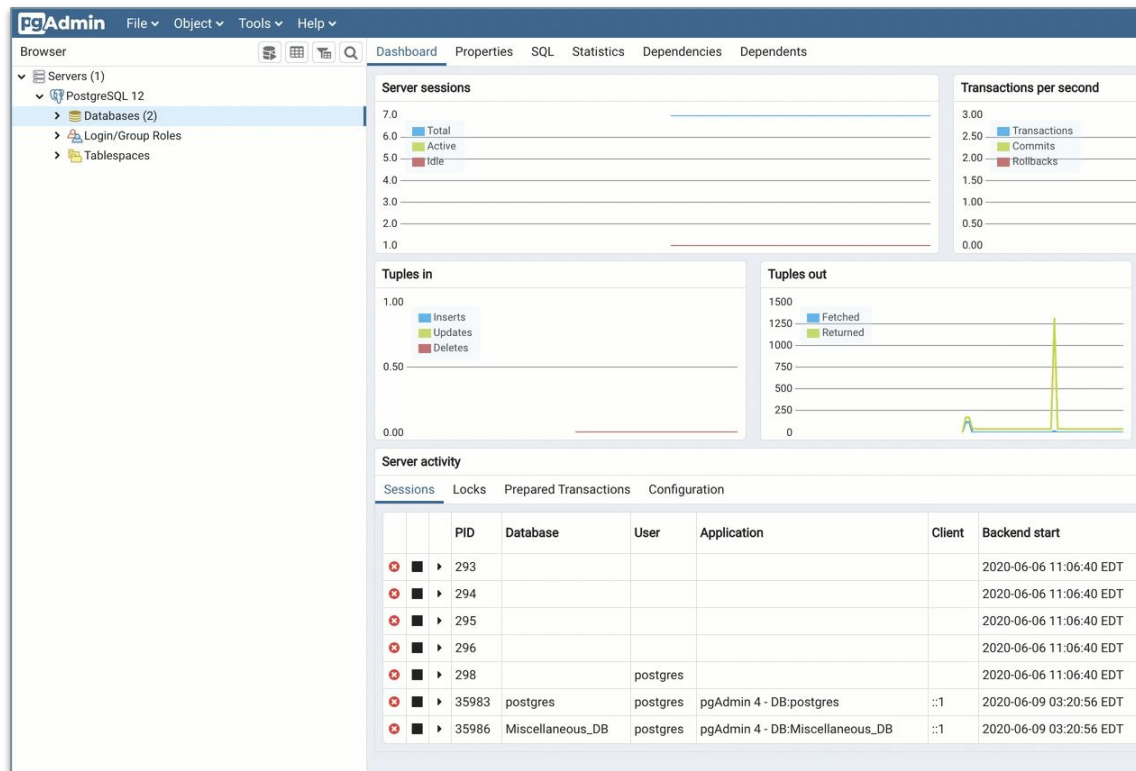 pgAdmin File Object Tools Help
Browser
Dashboard Properties SQL Statistics Dependencies Dependents
Servers (1)
PostgreSQL 12
Databases (2)
Login/Group Roles
Tablespaces
Server sessions
7.0
6.0
5.0
4.0
3.0
2.0
1.0
Total
Active
Idle
Transactions per second
3.00
2.50
2.00
1.50
1.00
0.50
0.00
Transactions
Commits
Rollbacks
Tuples in
1.00
0.50
0.00
Inserts
Updates
Deletes
Tuples out
1500
1250
1000
750
500
250
0
Fetched
Returned
Server activity
Sessions Locks Prepared Transactions Configuration
PID Database User Application Client Backend start
293 2020-06-06 11:06:40 EDT
294 2020-06-06 11:06:40 EDT
295 2020-06-06 11:06:40 EDT
296 2020-06-06 11:06:40 EDT
298 postgres 2020-06-06 11:06:40 EDT
35983 postgres postgres pgAdmin 4 - DB:postgres ::1 2020-06-09 03:20:56 EDT
35986 Miscellaneous_DB postgres pgAdmin 4 - DB:Miscellaneous_DB ::1 2020-06-09 03:20:56 EDT